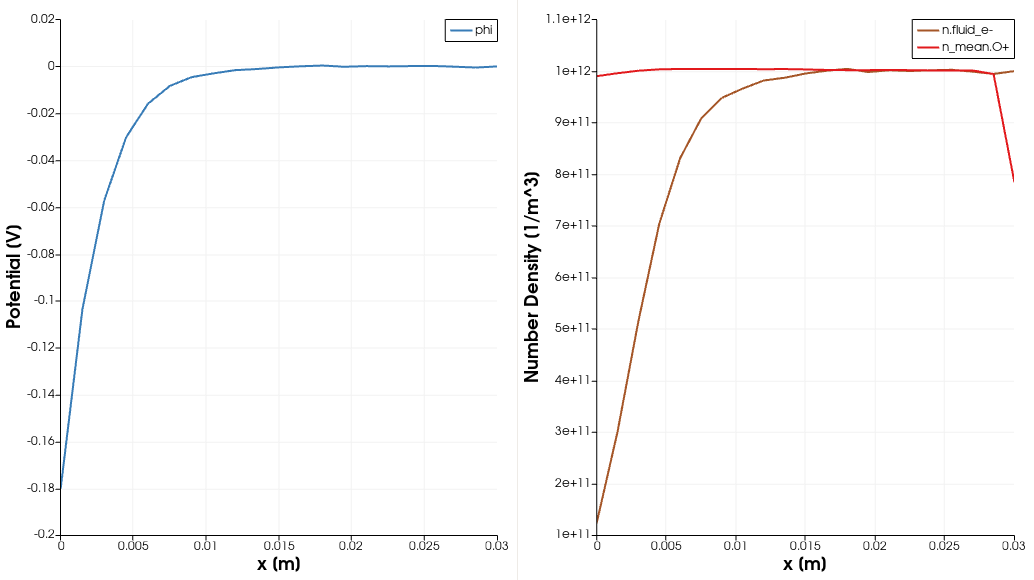 0.02
0
-0.02
-0.04
-0.06
-0.08
-0.1
-0.12
-0.14
-0.16
-0.18
-0.2
0 0.005 0.01 0.015 0.02 0.025 0.03
x (m)
Potential (V)
phi
1.1e+12
1e+12
9e+11
8e+11
7e+11
6e+11
5e+11
4e+11
3e+11
2e+11
1e+11
0 0.005 0.01 0.015 0.02 0.025 0.03
x (m)
Number Density (1/m^3)
n.fluid_e-
n_mean.O+